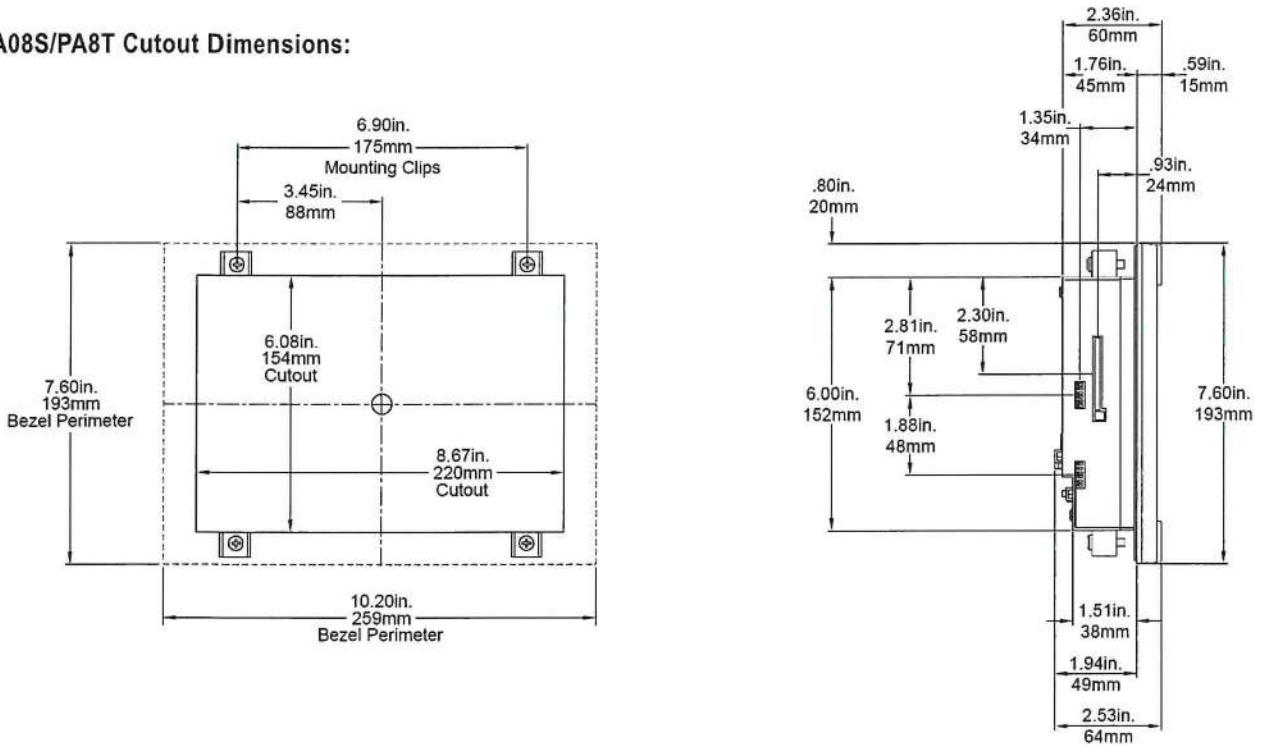 A08S/PA8T Cutout Dimensions:
6.90in.
175mm
Mounting Clips
3.45in.
88mm
6.08in.
154mm
Cutout
7.60in.
193mm
Bezel Perimeter
8.67in.
220mm
Cutout
10.20in.
259mm
Bezel Perimeter
2.36in.
60mm
1.76in.
45mm
.59in.
15mm
1.35in.
34mm
.93in.
24mm
.80in.
20mm
2.81in.
71mm
2.30in.
58mm
6.00in.
152mm
1.88in.
48mm
7.60in.
193mm
1.51in.
38mm
1.94in.
49mm
2.53in.
64mm